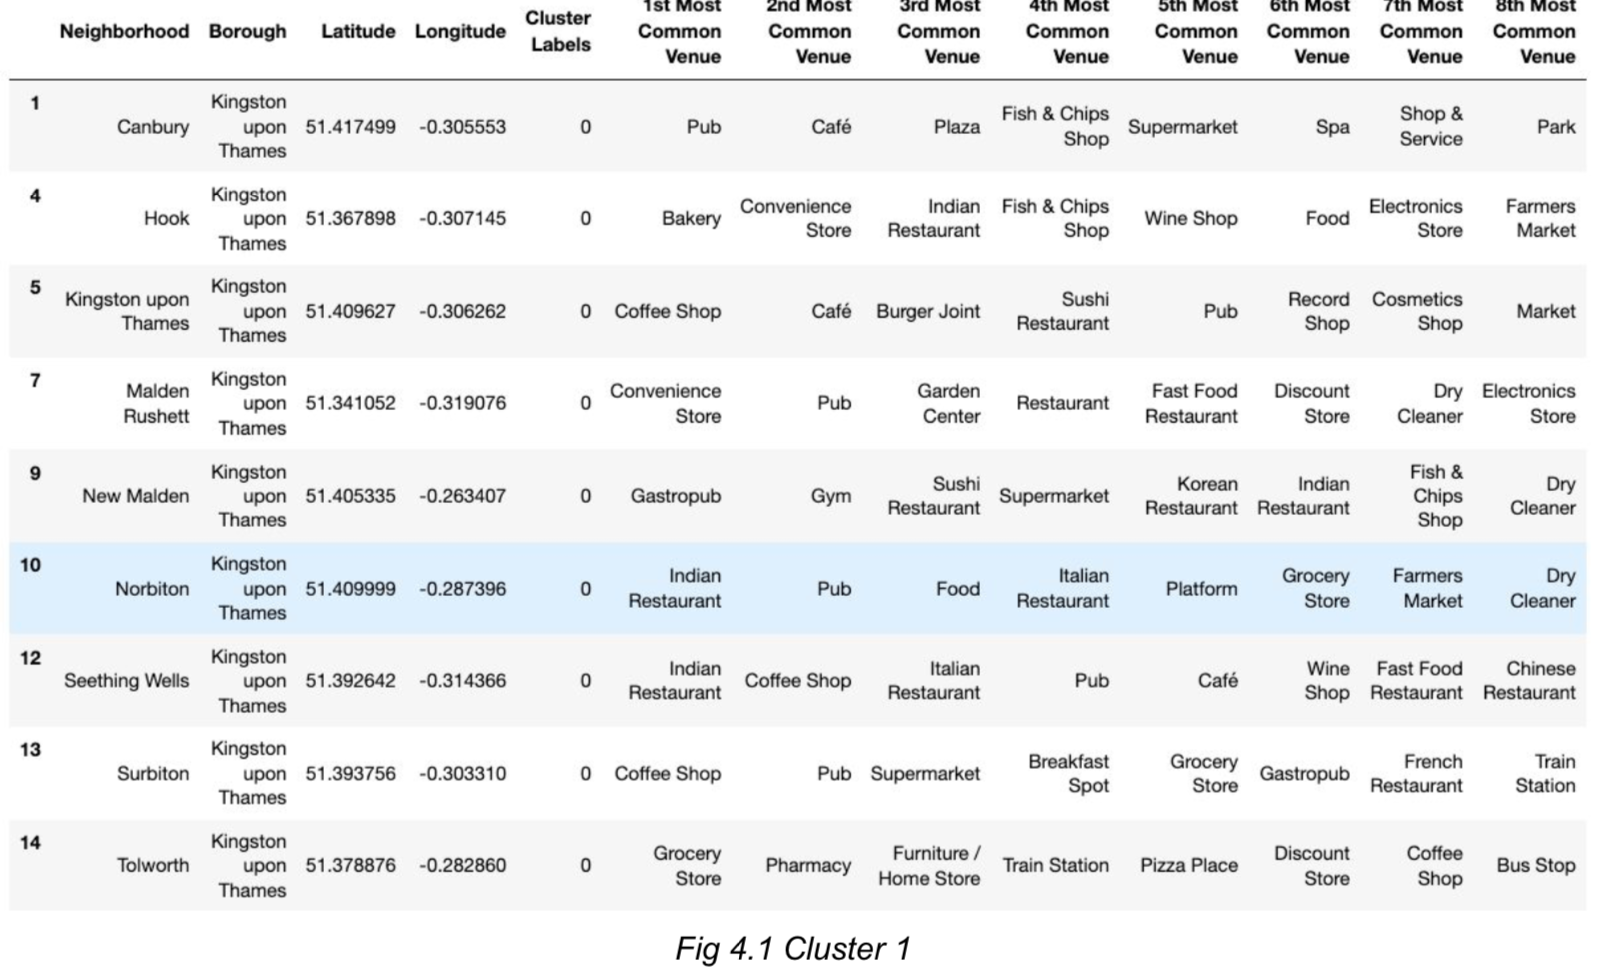 Neighborhood Borough Latitude Longitude Cluster Labels 1st Most Common Venue 2nd Most Common Venue 3rd Most Common Venue 4th Most Common Venue 5th Most Common Venue 6th Most Common Venue 7th Most Common Venue 8th Most Common Venue
1 Canbury Kingston upon Thames 51.417499 -0.305553 0 Pub Café Plaza Fish & Chips Shop Supermarket Spa Shop & Service Park
4 Hook Kingston upon Thames 51.367898 -0.307145 0 Bakery Convenience Store Indian Restaurant Fish & Chips Shop Wine Shop Food Electronics Store Farmers Market
5 Kingston upon Thames Kingston upon Thames 51.409627 -0.306262 0 Coffee Shop Café Burger Joint Sushi Restaurant Pub Record Shop Cosmetics Shop Market
7 Malden Rushett Kingston upon Thames 51.341052 -0.319076 0 Convenience Store Pub Garden Center Restaurant Fast Food Restaurant Discount Store Dry Cleaner Electronics Store
9 New Malden Kingston upon Thames 51.405335 -0.263407 0 Gastropub Gym Sushi Restaurant Supermarket Korean Restaurant Indian Restaurant Fish & Chips Shop Dry Cleaner
10 Norbiton Kingston upon Thames 51.409999 -0.287396 0 Indian Restaurant Pub Food Italian Restaurant Platform Grocery Store Farmers Market Dry Cleaner
12 Seething Wells Kingston upon Thames 51.392642 -0.314366 0 Indian Restaurant Coffee Shop Italian Restaurant Pub Café Wine Shop Fast Food Restaurant Chinese Restaurant
13 Surbiton Kingston upon Thames 51.393756 -0.303310 0 Coffee Shop Pub Supermarket Breakfast Spot Grocery Store Gastropub French Restaurant Train Station
14 Tolworth Kingston upon Thames 51.378876 -0.282860 0 Grocery Store Pharmacy Furniture / Home Store Train Station Pizza Place Discount Store Coffee Shop Bus Stop
Fig 4.1 Cluster 1